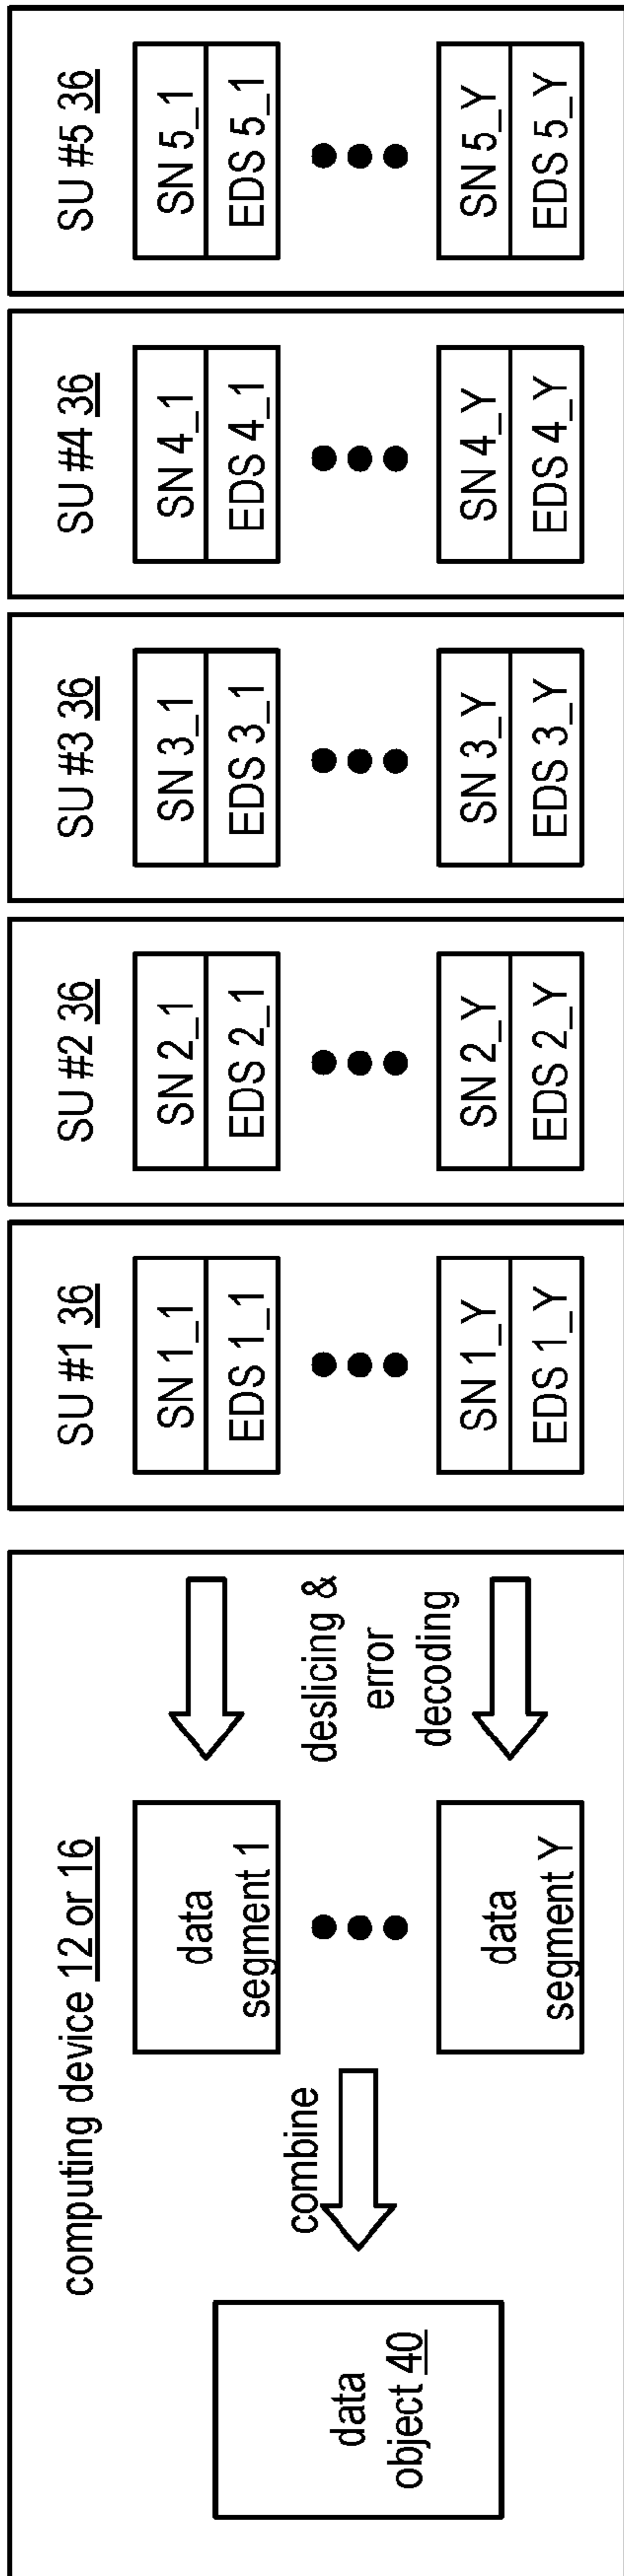 computing device 12 or 16
data
object 40
combine
data
segment 1
data
segment Y
deslicing &
error
decoding
SU #1 36
SN 1_1
EDS 1_1
SN 1_Y
EDS 1_Y
SU #2 36
SN 2_1
EDS 2_1
SN 2_Y
EDS 2_Y
SU #3 36
SN 3_1
EDS 3_1
SN 3_Y
EDS 3_Y
SU #4 36
SN 4_1
EDS 4_1
SN 4_Y
EDS 4_Y
SU #5 36
SN 5_1
EDS 5_1
SN 5_Y
EDS 5_Y